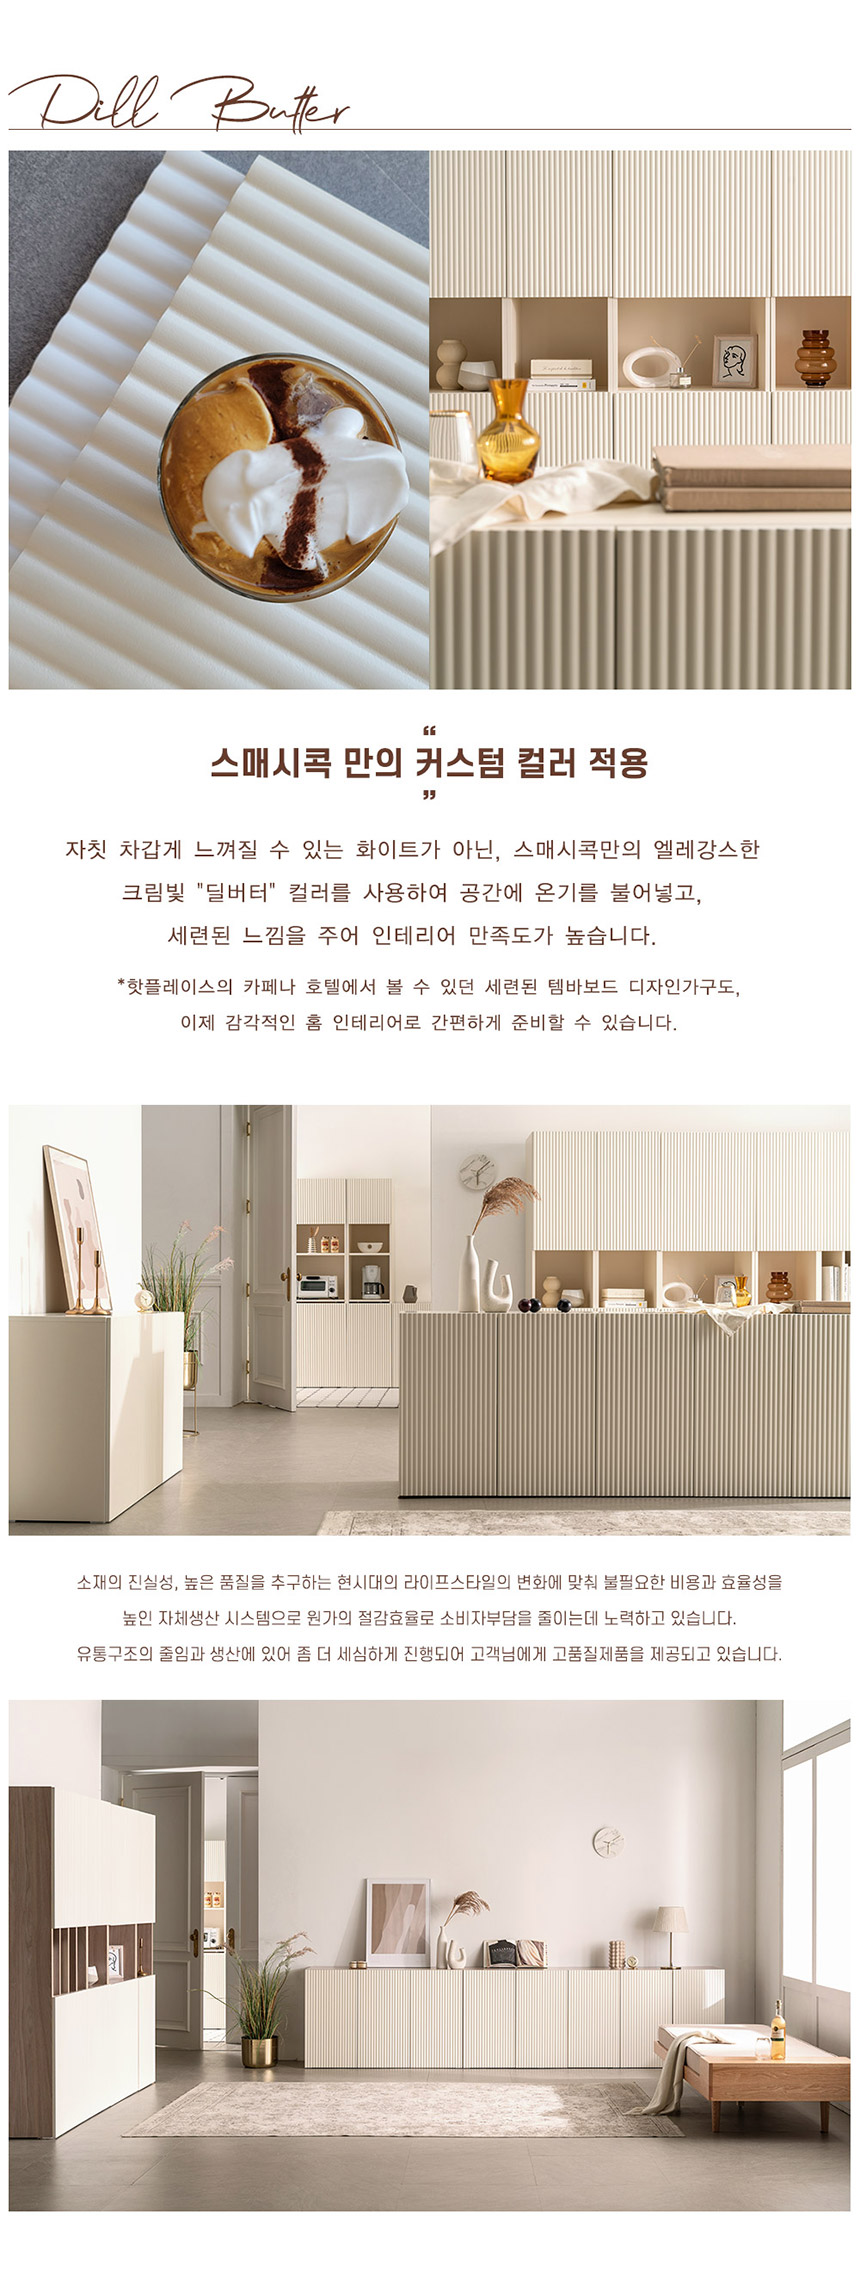 Dill Butter
“
스매시콕 만의 커스텀 컬러 적용
”
자칫 차갑게 느껴질 수 있는 화이트가 아닌, 스매시콕만의 엘레강스한
크림빛 "딜버터" 컬러를 사용하여 공간에 온기를 불어넣고,
세련된 느낌을 주어 인테리어 만족도가 높습니다.
*핫플레이스의 카페나 호텔에서 볼 수 있던 세련된 템바보드 디자인가구도,
이제 감각적인 홈 인테리어로 간편하게 준비할 수 있습니다.
소재의 진실성, 높은 품질을 추구하는 현시대의 라이프스타일의 변화에 맞춰 불필요한 비용과 효율성을
높인 자체생산 시스템으로 원가의 절감효율로 소비자부담을 줄이는데 노력하고 있습니다.
유통구조의 줄임과 생산에 있어 좀 더 세심하게 진행되어 고객님에게 고품질제품을 제공되고 있습니다.